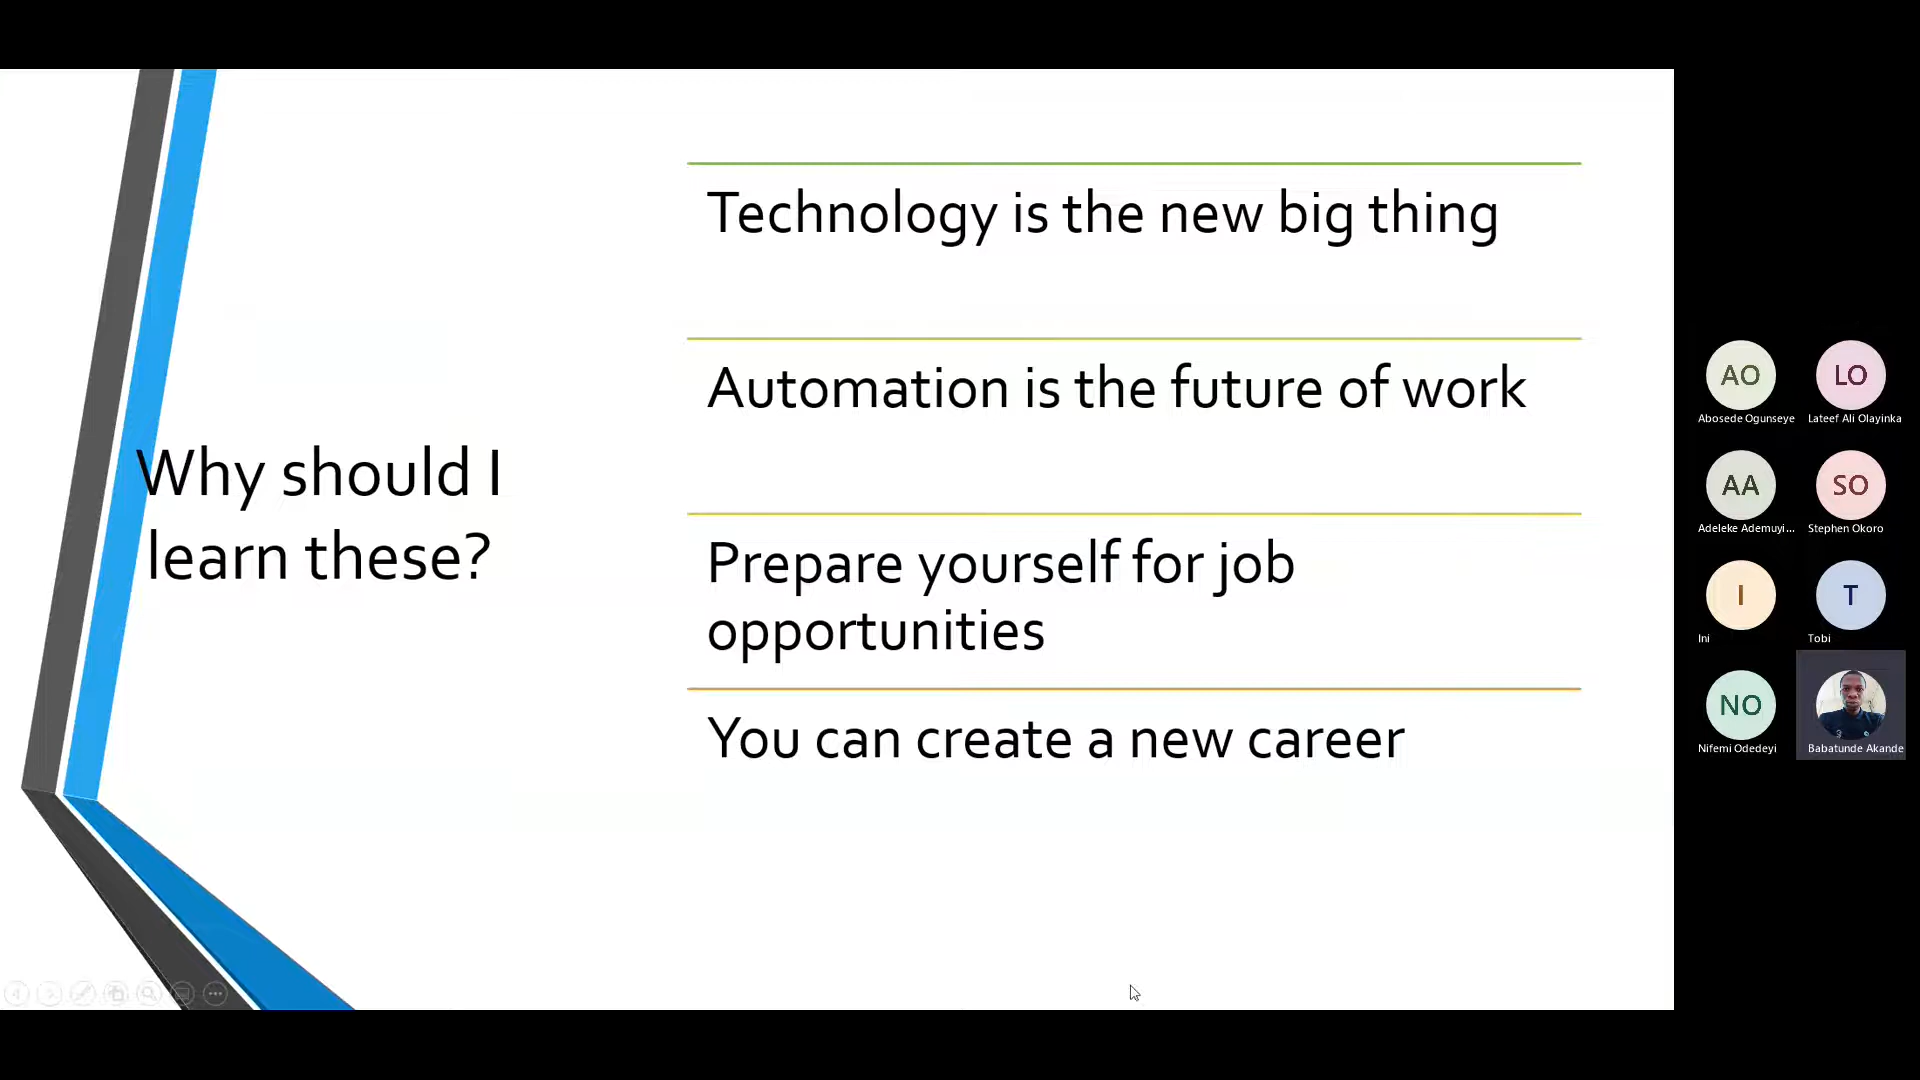 Why should I
learn these?
Technology is the new big thing
Automation is the future of work
Prepare yourself for job
opportunities
You can create a new career
AO
Abosede Ogunseye
LO
Lateef Ali Olayinka
AA
Adeleke Ademuyi...
SO
Stephen Okoro
I
Ini
T
Tobi
NO
Nifemi Odedeyi
Babatunde Akande